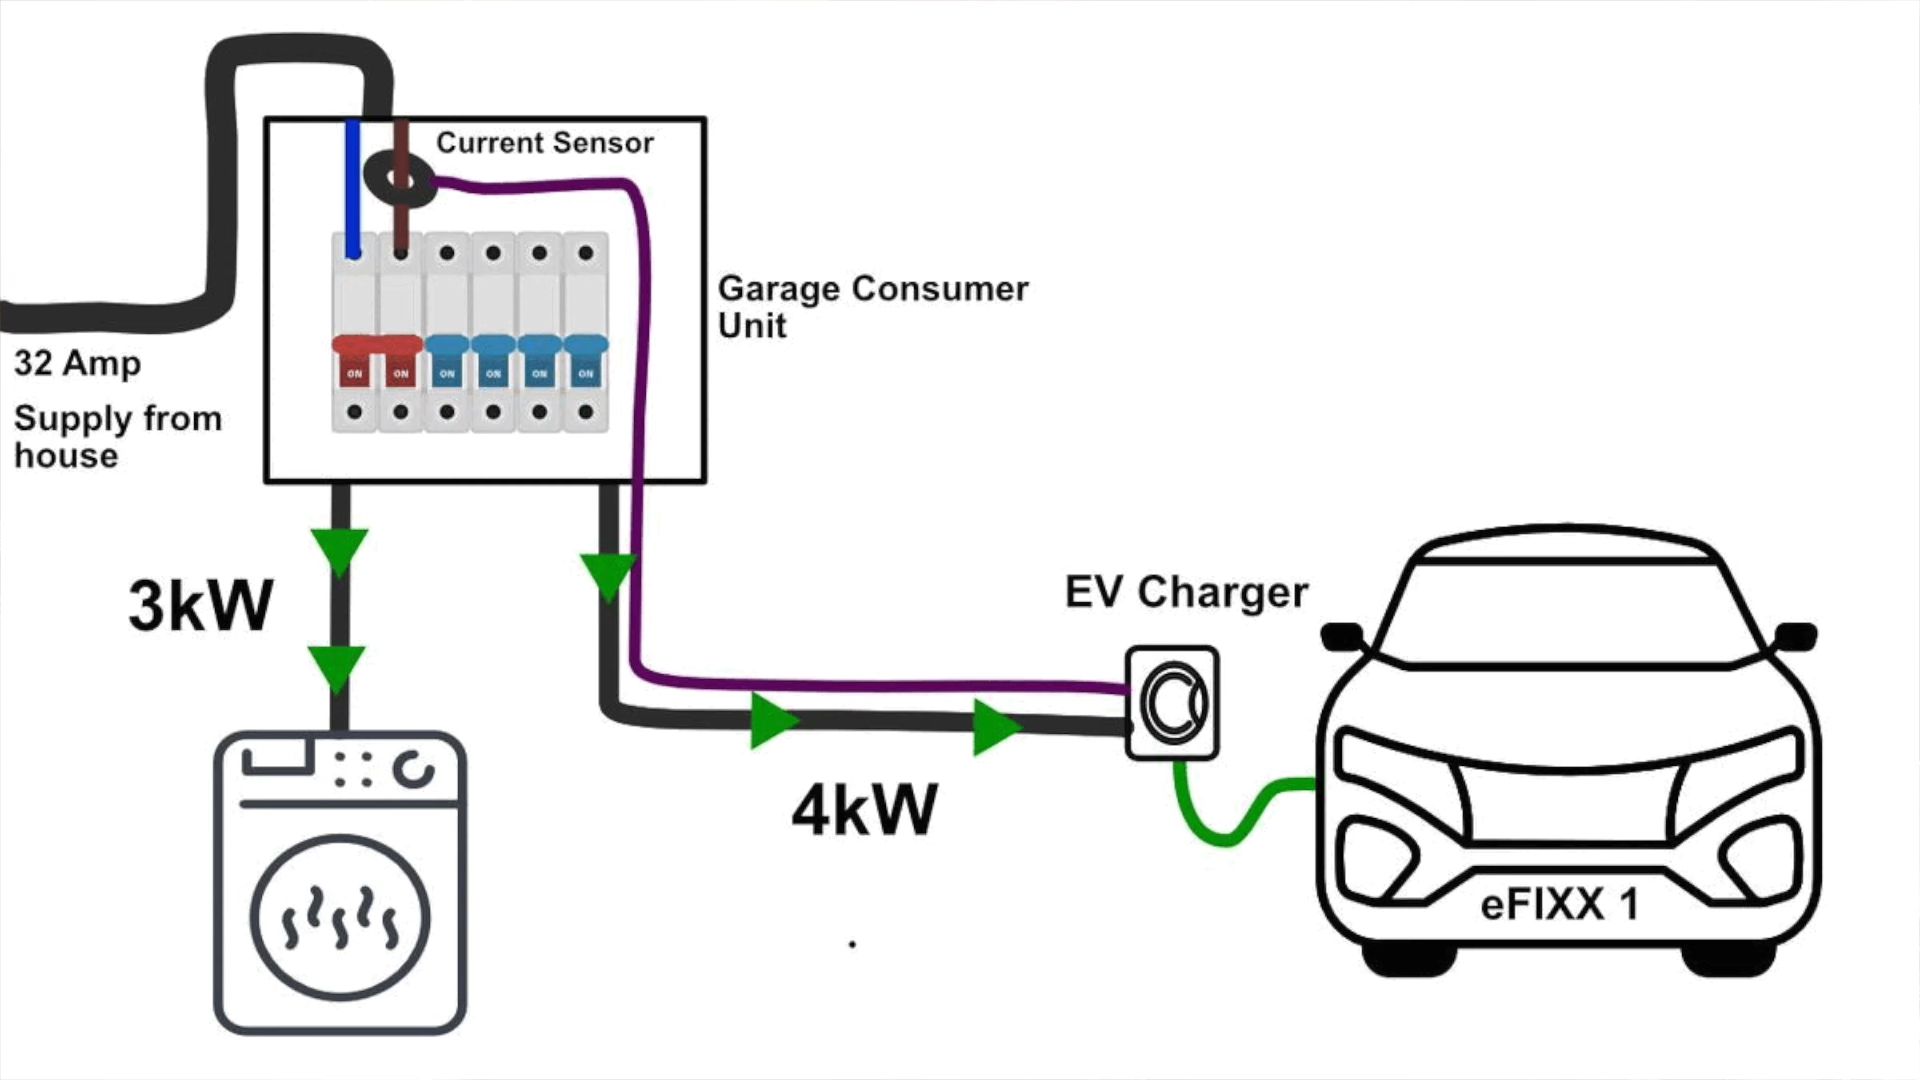 Current Sensor
Garage Consumer
Unit
32 Amp
Supply from
house
ON
ON
ON
ON
ON
ON
3kW
EV Charger
4kW
eFIXX 1